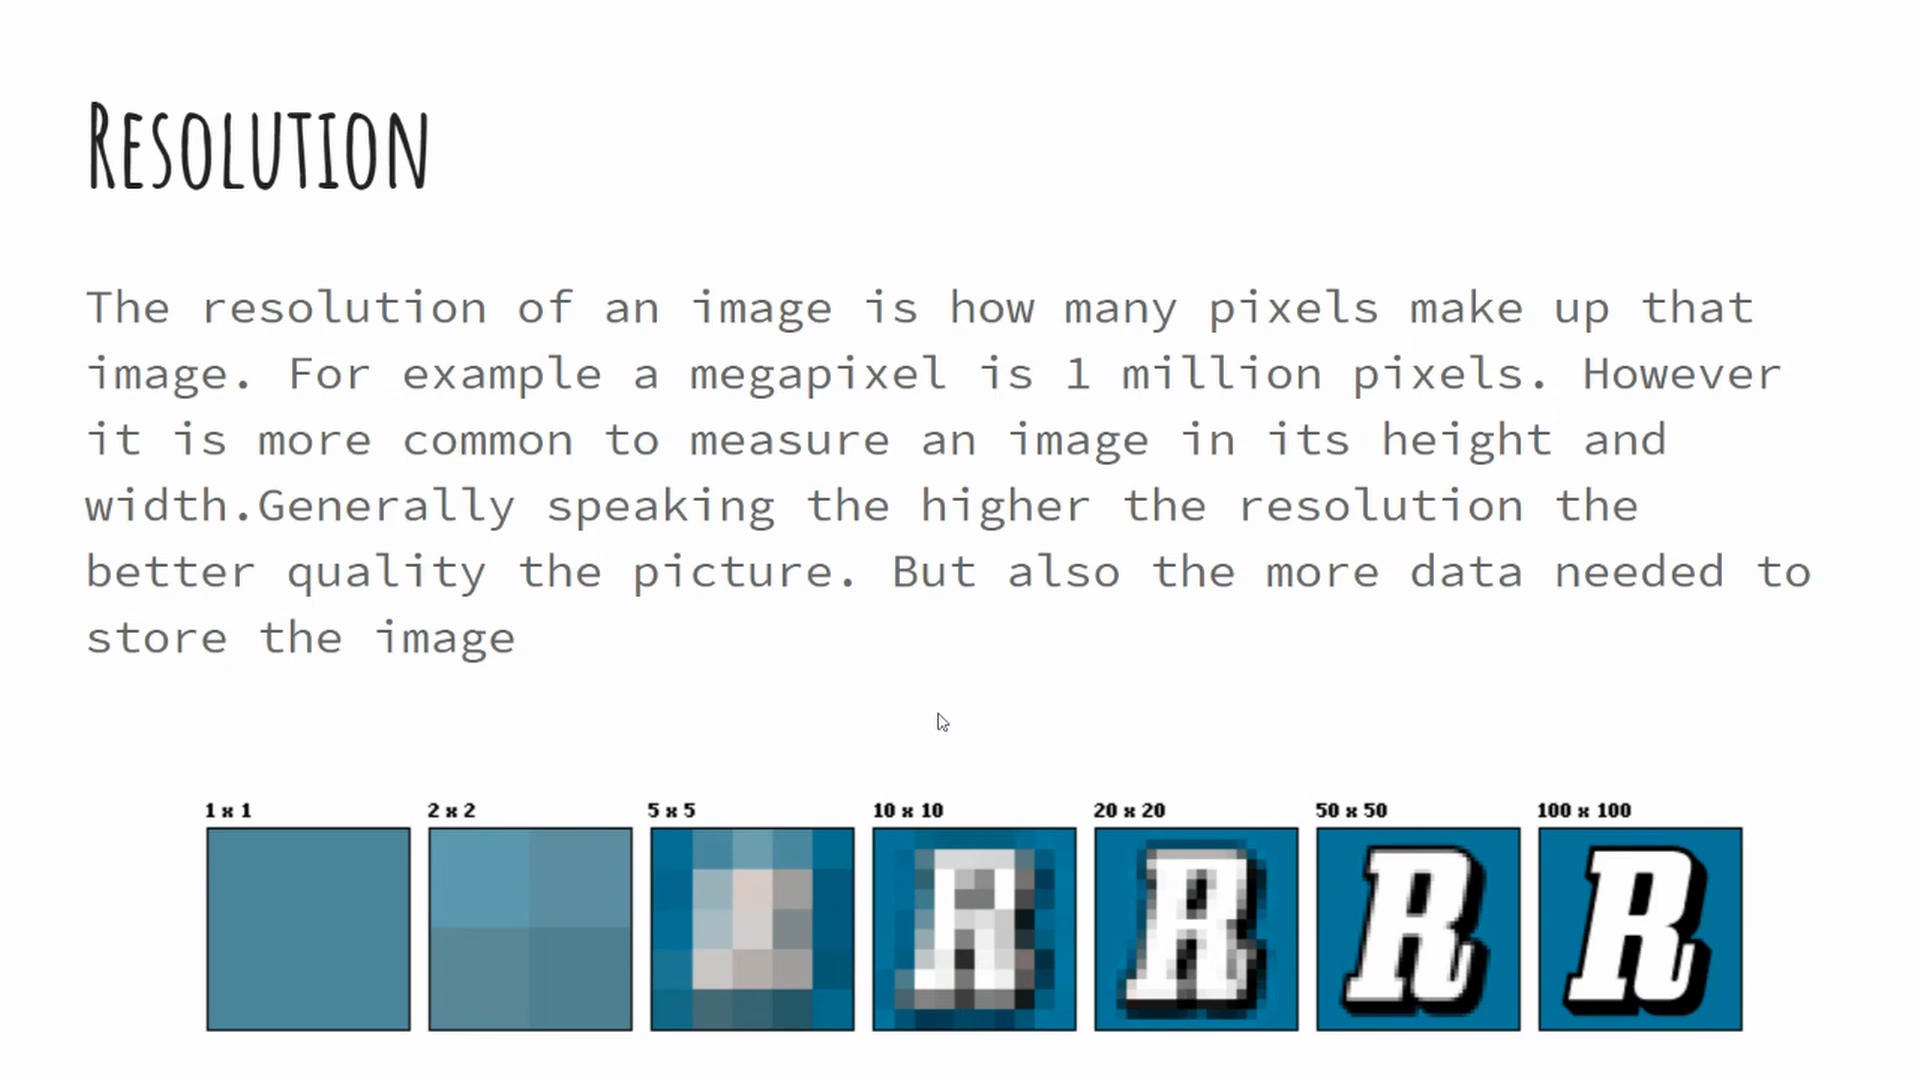 Resolution
The resolution of an image is how many pixels make up that
image. For example a megapixel is 1 million pixels. However
it is more common to measure an image in its height and
width.Generally speaking the higher the resolution the
better quality the picture. But also the more data needed to
store the image
1 x 1 2 x 2 5 x 5 10 x 10 20 x 20 50 x 50 100 x 100
R R R R